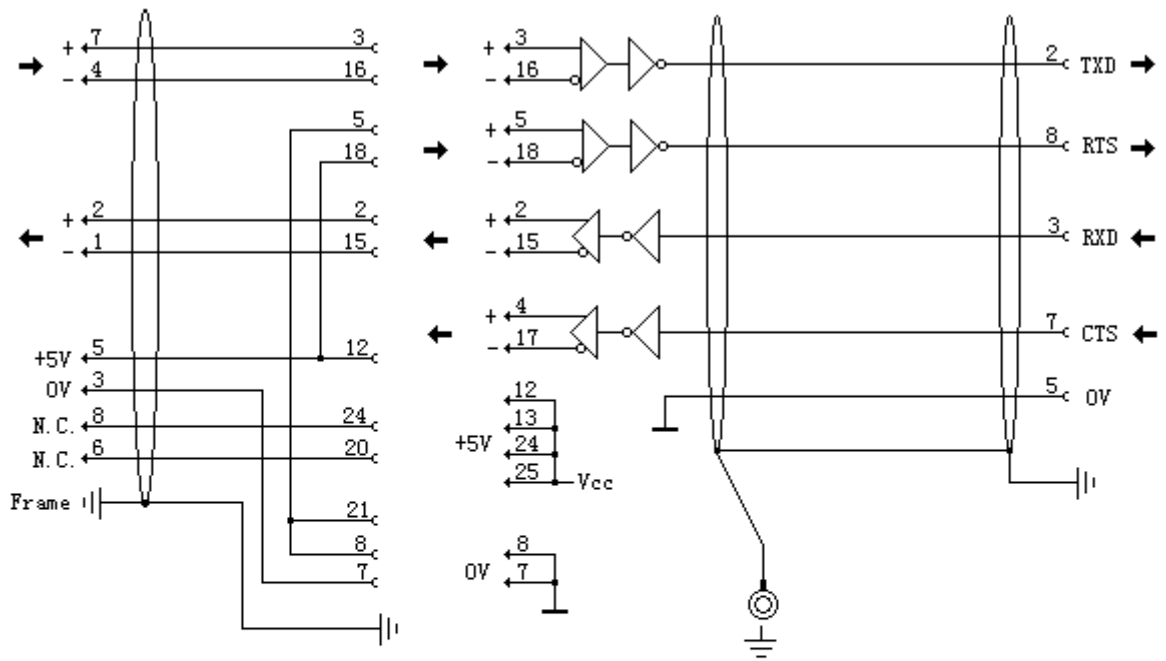 + 7 3 + 3 2 TXD
- 4 16 - 16
5 + 5 8 RTS
18 - 18
+ 2 2 + 2 3 RXD
- 1 15 - 15
+ 4 7 CTS
- 17
+5V 5 12
0V 3 12 5 0V
N.C. 8 24 13
+5V 24
N.C. 6 20
25 Vcc
Frame
21
8 8
7 0V 7